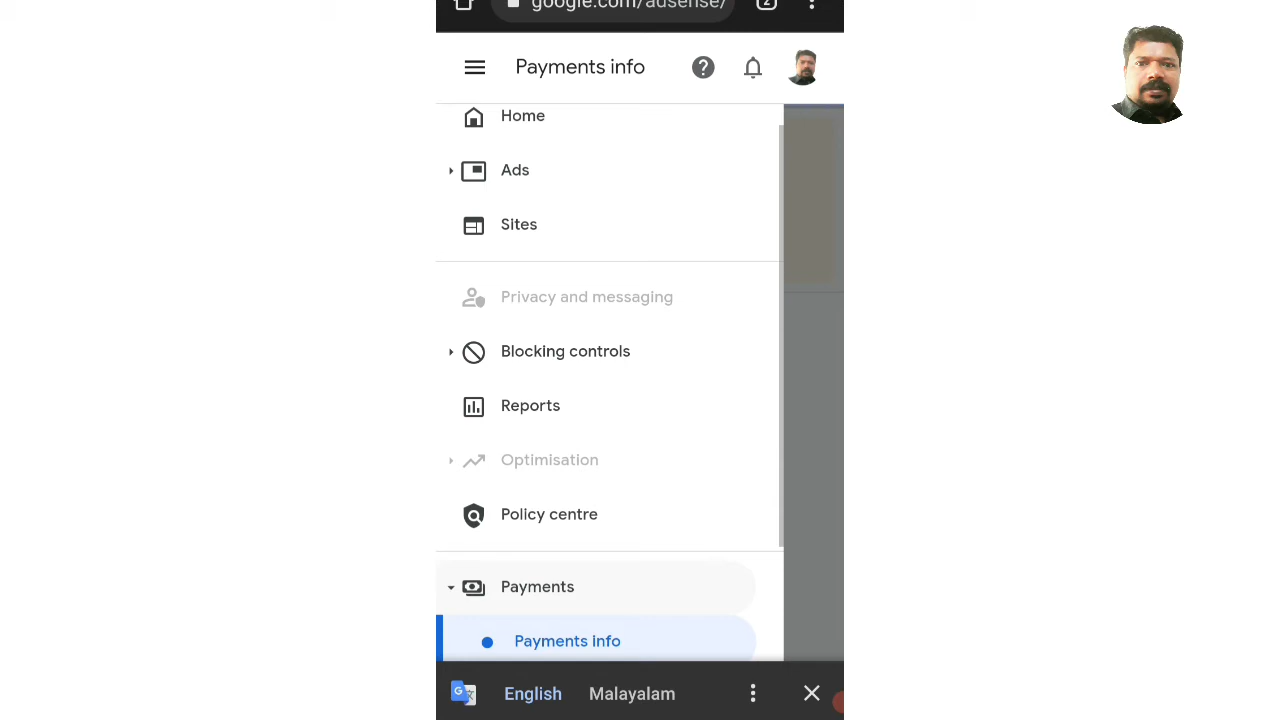 google.com/adsense/
2
Payments info
Home
Ads
Sites
Privacy and messaging
Blocking controls
Reports
Optimisation
Policy centre
Payments
Payments info
English Malayalam